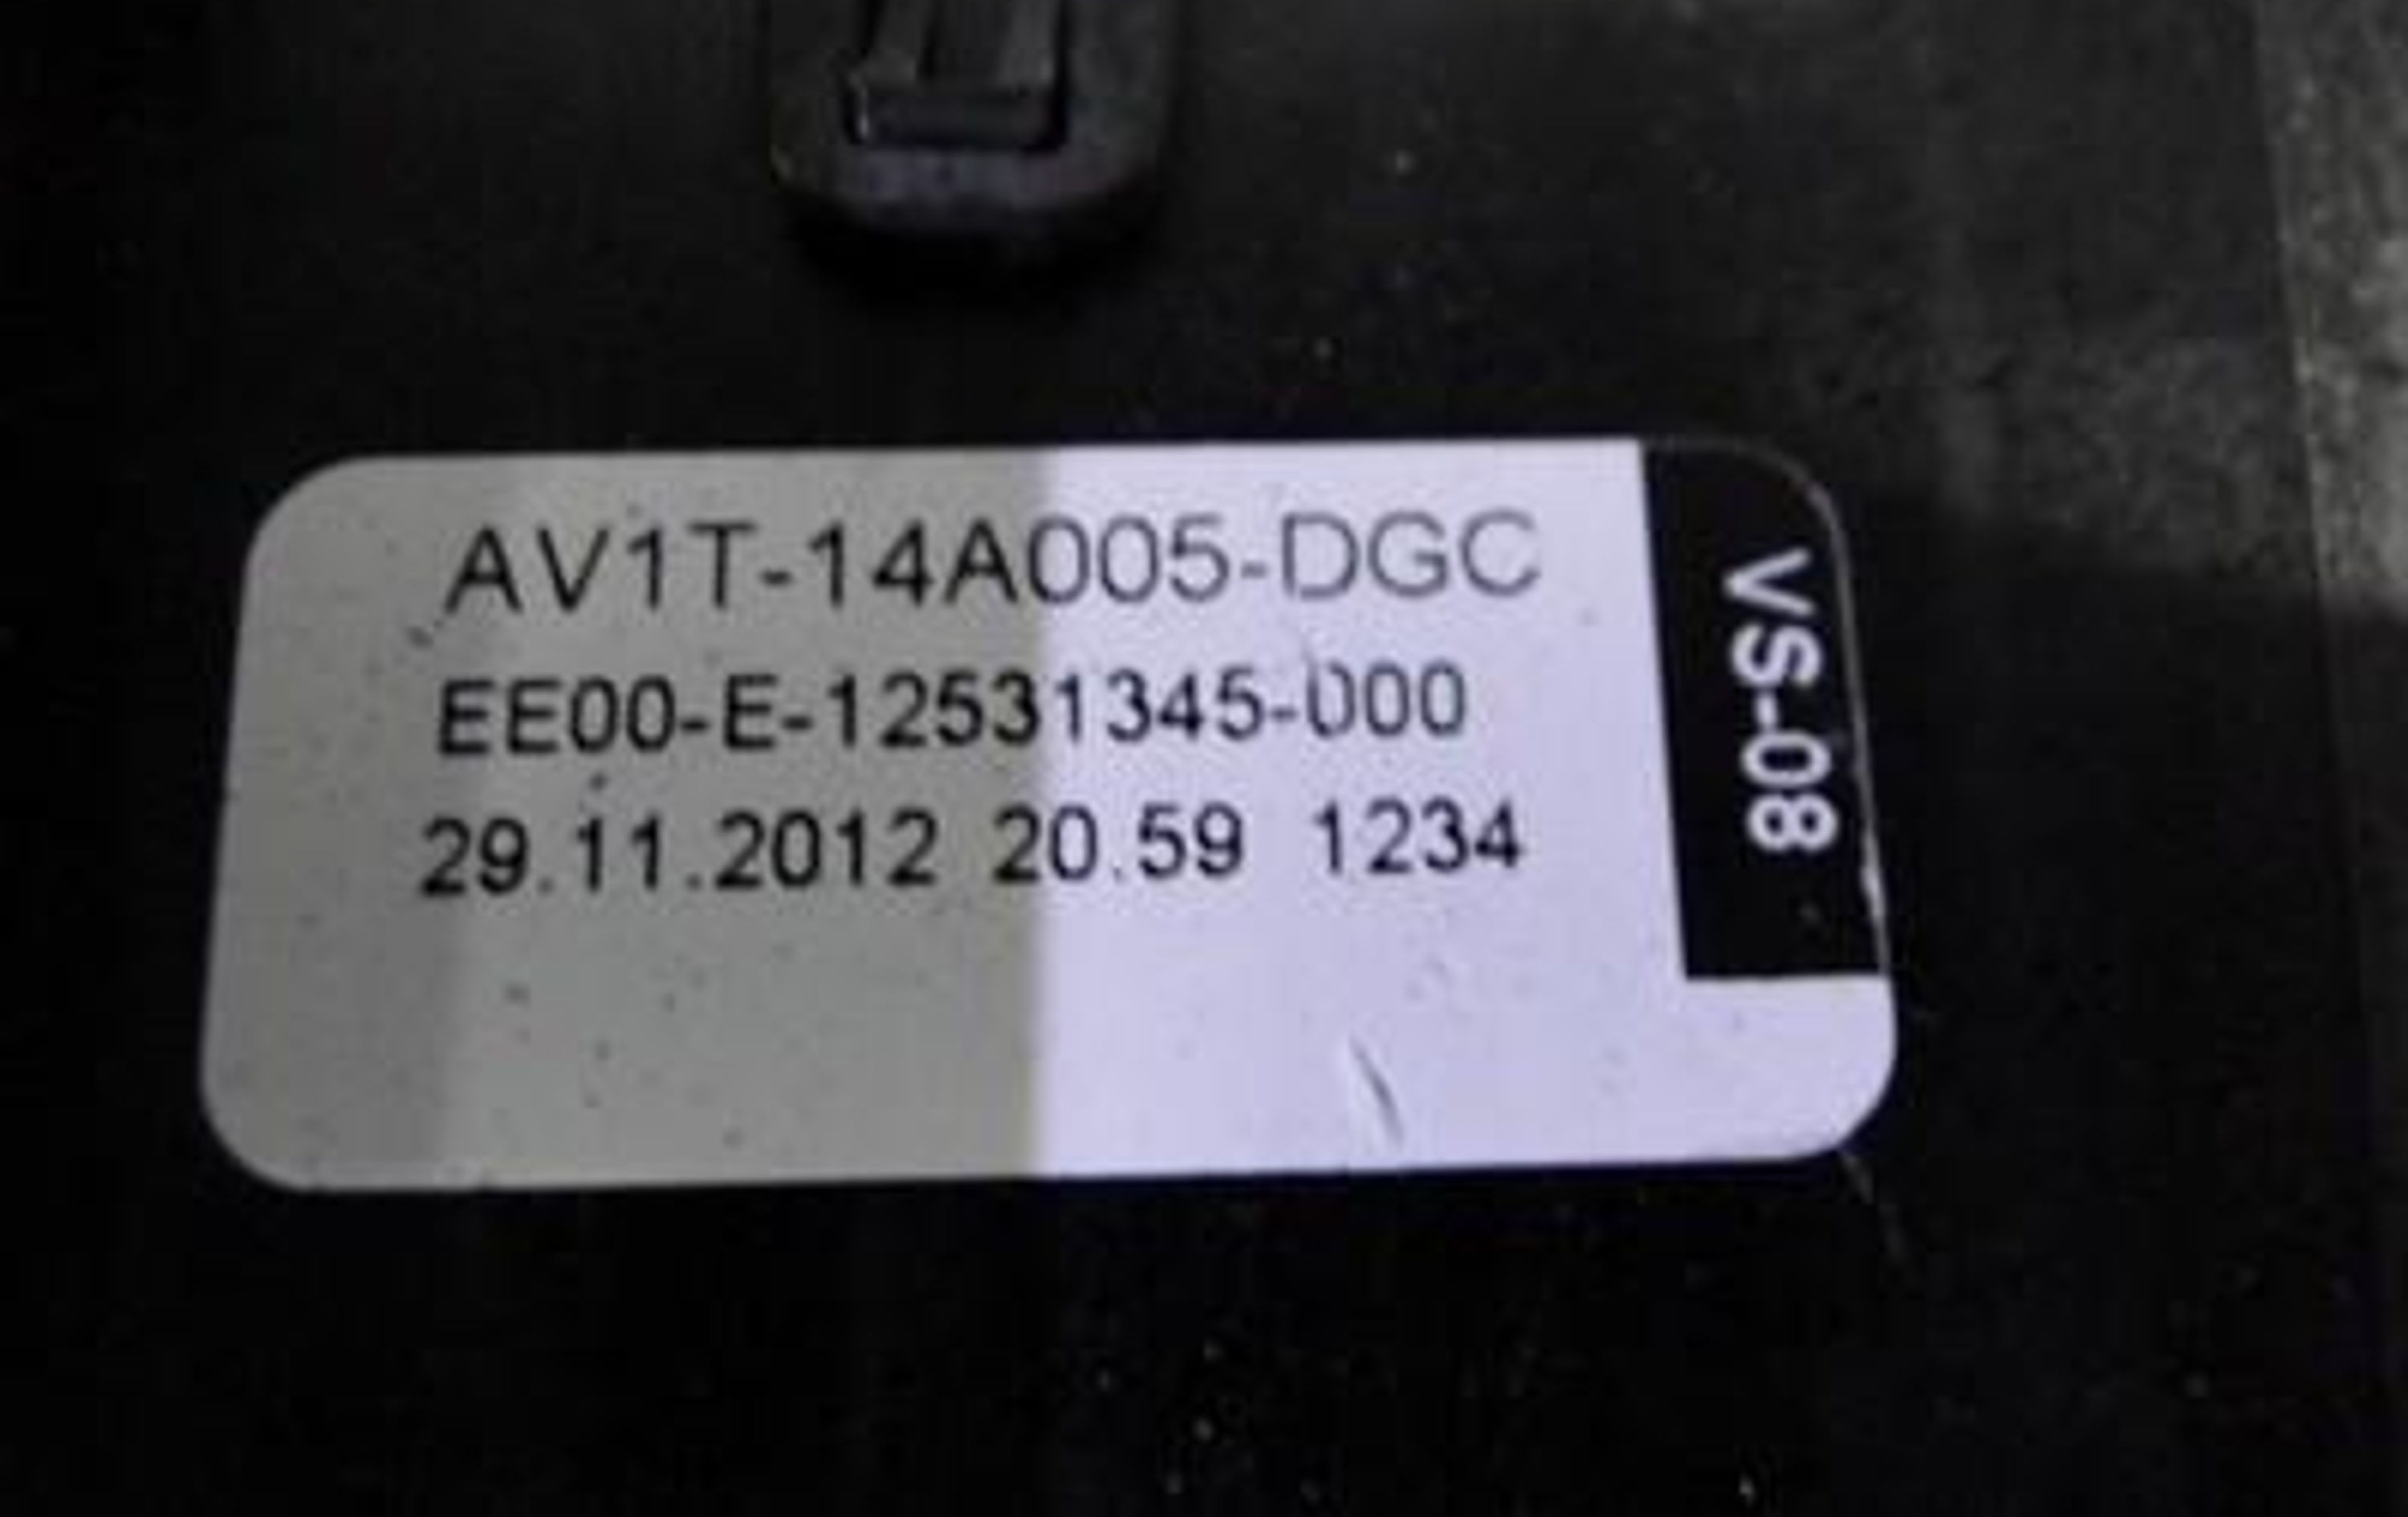 AV1T-14A005-DGC
EE00-E-12531345-000
29.11.2012 20.59 1234
VS-08